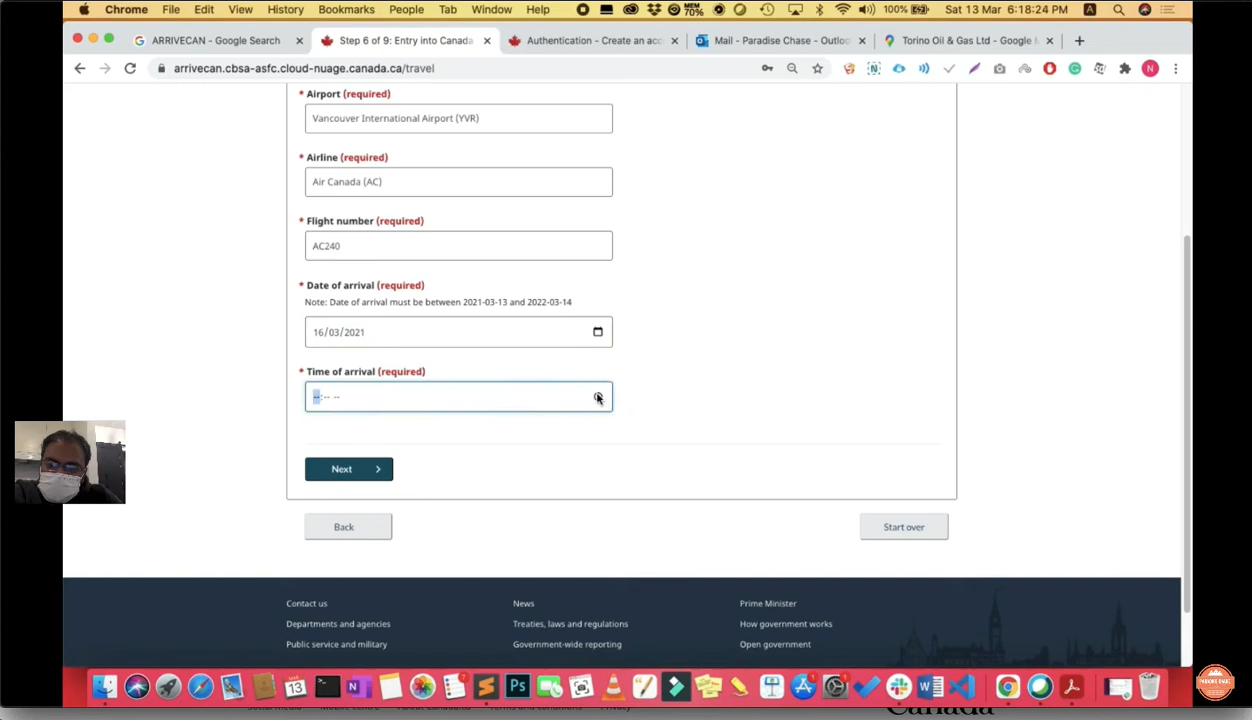 Chrome File Edit View History Bookmarks People Tab Window Help MEM 70% 100% Sat 13 Mar 6:18:24 PM A
ARRIVECAN - Google Search × Step 6 of 9: Entry into Canada × Authentication - Create an acc × Mail - Paradise Chase - Outloo × Torino Oil & Gas Ltd - Google M × +
arrivecan.cbsa-asfc.cloud-nuage.canada.ca/travel N
* Airport (required)
Vancouver International Airport (YVR)
* Airline (required)
Air Canada (AC)
* Flight number (required)
AC240
* Date of arrival (required)
Note: Date of arrival must be between 2021-03-13 and 2022-03-14
16/03/2021
* Time of arrival (required)
--:-- --
Next
Back Start over
Contact us News Prime Minister
Departments and agencies Treaties, laws and regulations How government works
Public service and military Government-wide reporting Open government